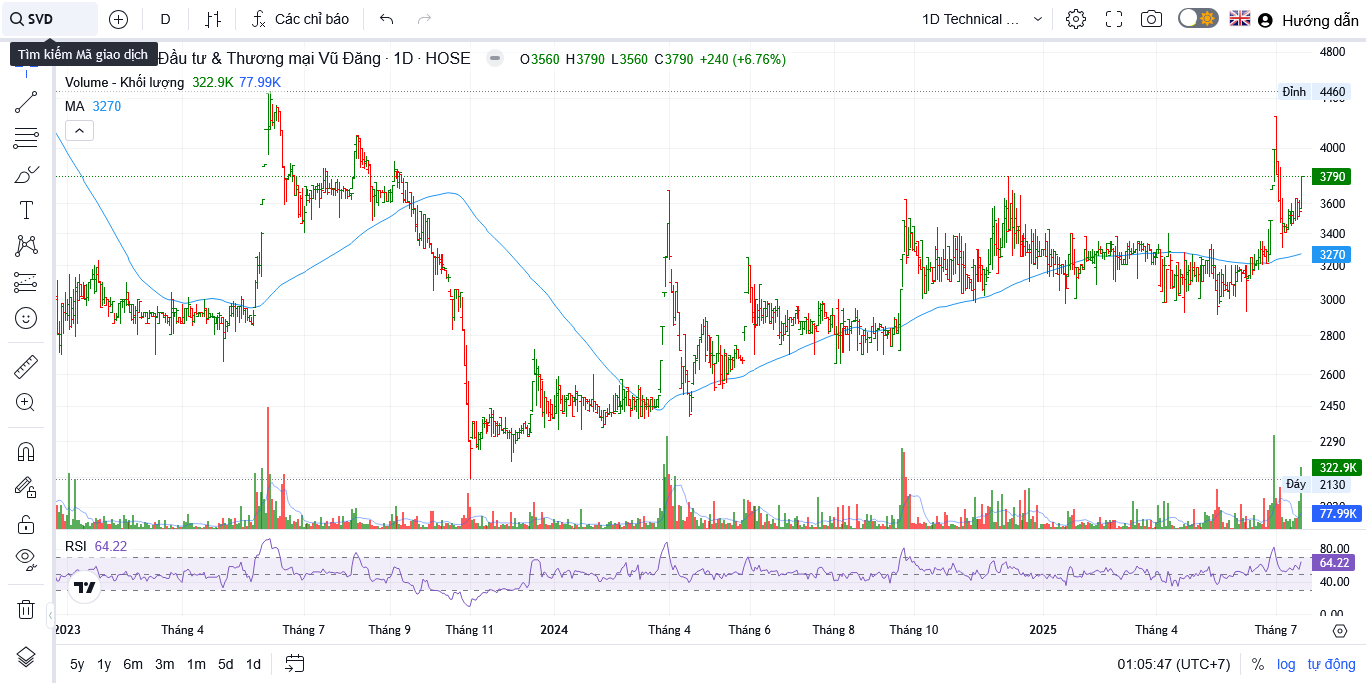 SVD
D
Các chỉ báo
1D Technical ...
Hướng dẫn
Tìm kiếm Mã giao dịch
Đầu tư & Thương mại Vũ Đăng · 1D · HOSE
O3560 H3790 L3560 C3790 +240 (+6.76%)
Volume - Khối lượng 322.9K 77.99K
MA 3270
4800
Đỉnh 4460
4000
3790
3600
3400
3270
3200
3000
2800
2600
2450
2290
322.9K
Đáy 2130
77.99K
RSI 64.22
80.00
64.22
40.00
0.00
2023 Tháng 4 Tháng 7 Tháng 9 Tháng 11 2024 Tháng 4 Tháng 6 Tháng 8 Tháng 10 2025 Tháng 4 Tháng 7
5y 1y 6m 3m 1m 5d 1d
01:05:47 (UTC+7) % log tự động